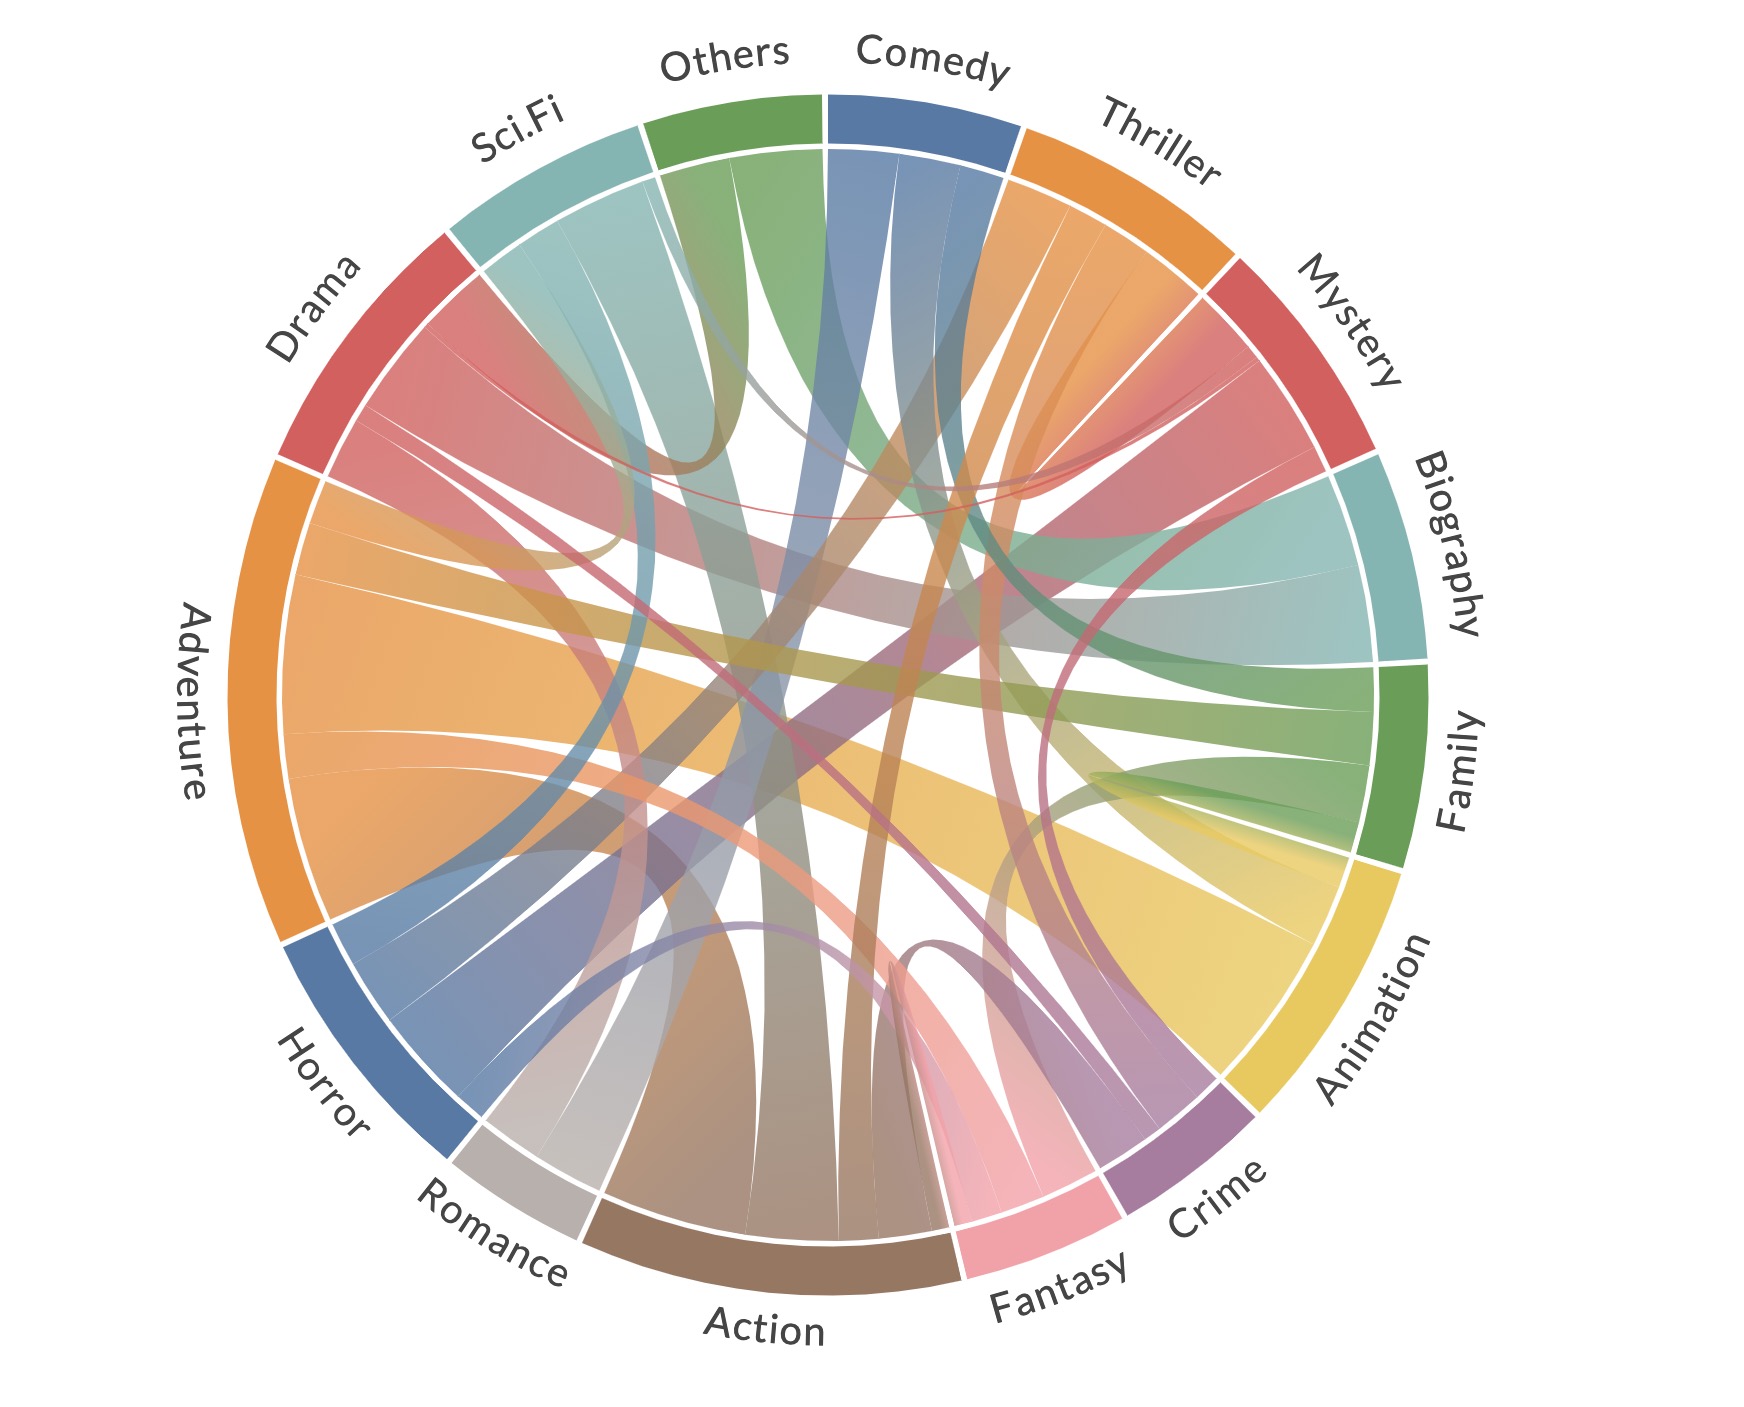 Comedy
Thriller
Mystery
Biography
Family
Animation
Crime
Fantasy
Action
Romance
Horror
Adventure
Drama
Sci.Fi
Others